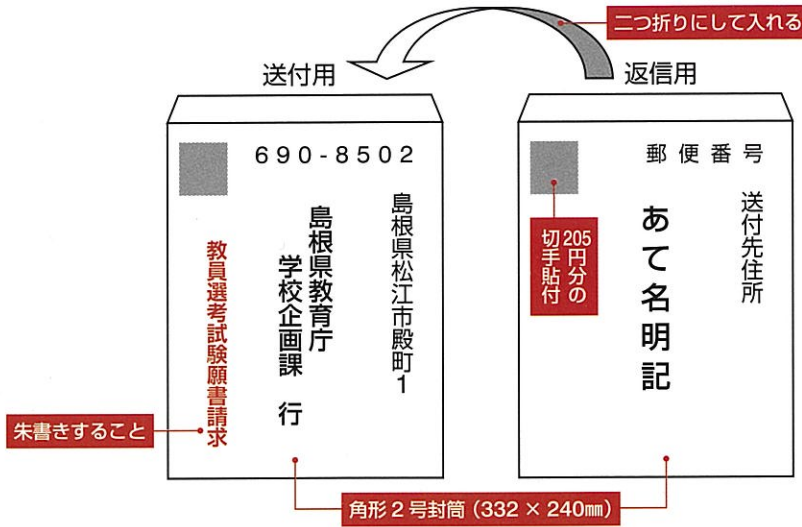 二つ折りにして入れる
送付用
690-8502
島根県松江市殿町1
島根県教育庁
学校企画課 行
教員選考試験願書請求
朱書きすること
返信用
郵便番号
送付先住所
あて名明記
205円分の
切手貼付
角形2号封筒（332×240㎜）